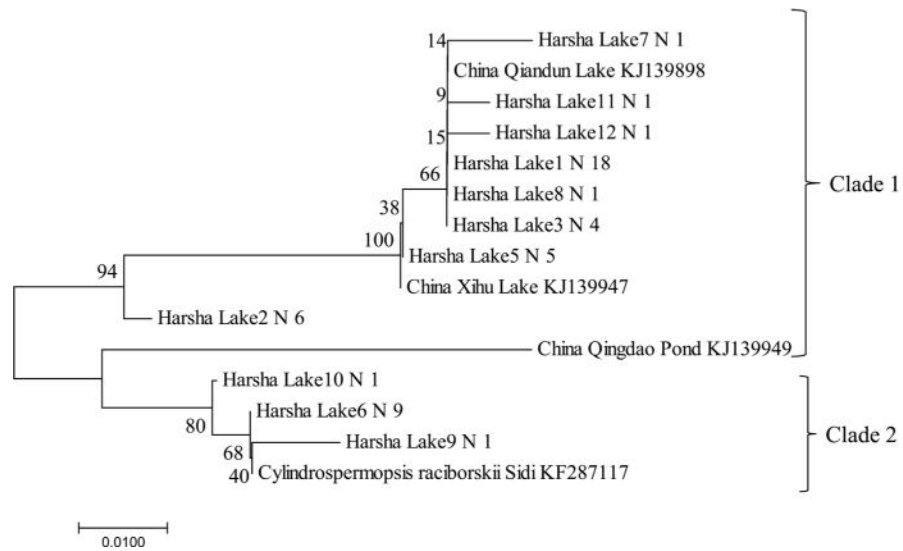 14
Harsha Lake7 N 1
China Qiandun Lake KJ139898
9
Harsha Lake11 N 1
15
Harsha Lake12 N 1
Harsha Lake1 N 18
66
Harsha Lake8 N 1
Clade 1
38
Harsha Lake3 N 4
100
Harsha Lake5 N 5
94
China Xihu Lake KJ139947
Harsha Lake2 N 6
China Qingdao Pond KJ139949
Harsha Lake10 N 1
80
Harsha Lake6 N 9
Clade 2
68
Harsha Lake9 N 1
40
Cylindrospermopsis raciborskii Sidi KF287117
0.0100